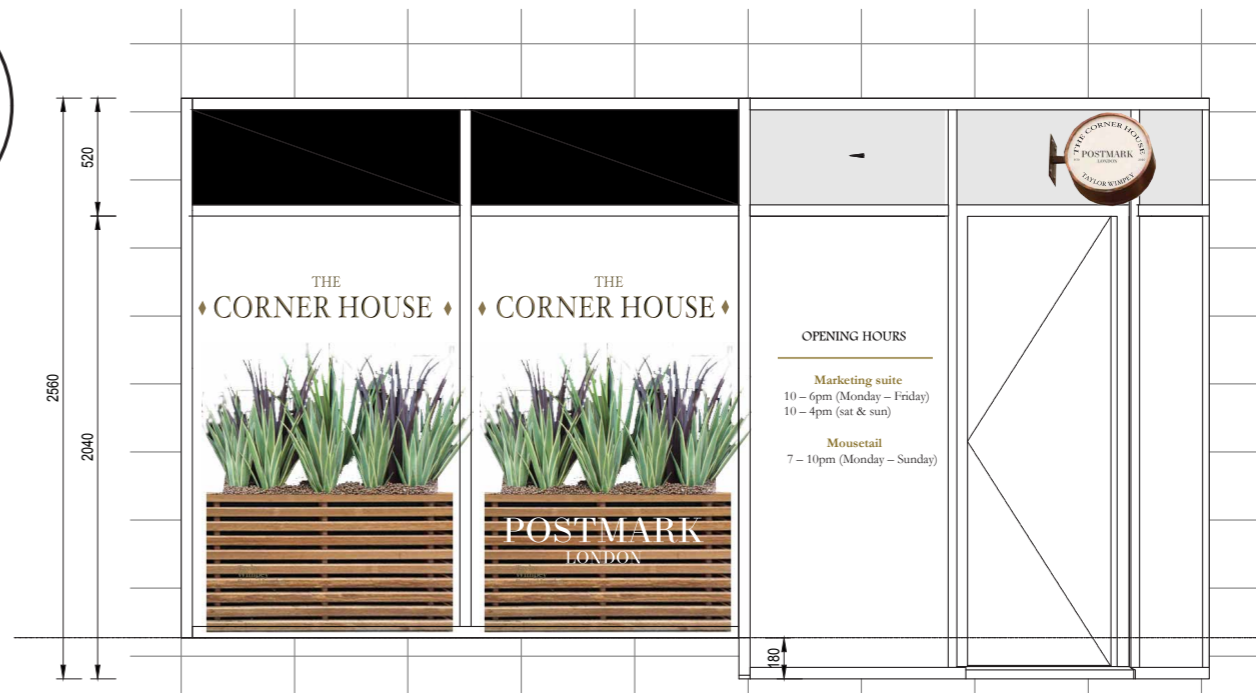 520
2560
2040
180
THE
CORNER HOUSE
THE
CORNER HOUSE
POSTMARK
LONDON
OPENING HOURS
Marketing suite
10 – 6pm (Monday – Friday)
10 – 4pm (sat & sun)
Mousetail
7 – 10pm (Monday – Sunday)
THE CORNER HOUSE
POSTMARK
LONDON
TAYLOR WIMPEY